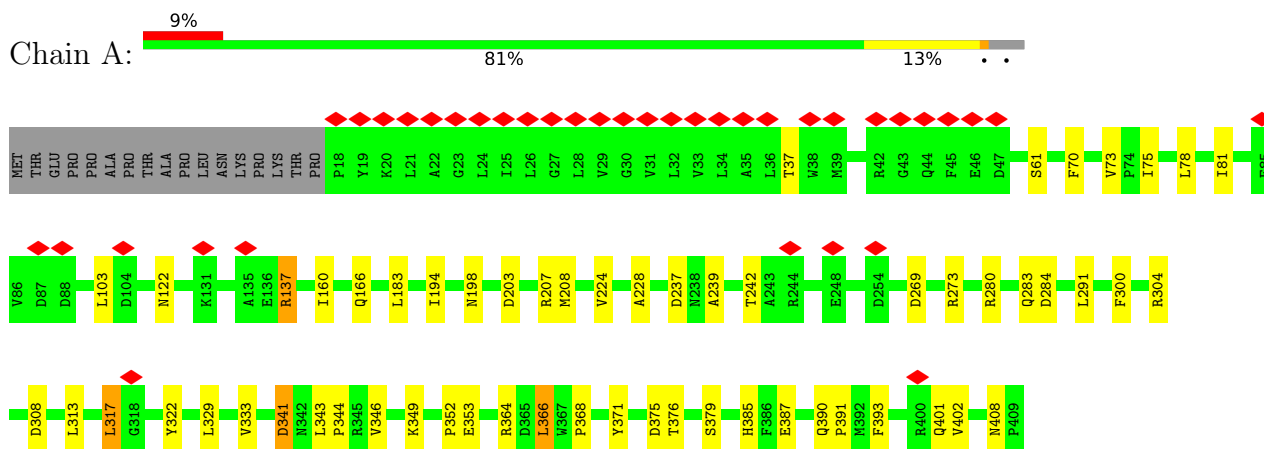 9%
Chain A:
81% 13% • •
MET THR GLU PRO PRO ALA PRO THR ALA PRO LEU ASN LYS PRO LYS THR PRO P18 Y19 K20 L21 A22 G23 L24 I25 L26 G27 L28 V29 G30 V31 L32 V33 L34 A35 L36 T37 W38 M39 R42 G43 Q44 F45 E46 D47 S61 F70 V73 P74 I75 L78 I81 E85
V86 D87 D88 L103 D104 N122 K131 A135 E136 R137 I160 Q166 L183 I194 N198 D203 R207 M208 V224 A228 D237 N238 A239 T242 A243 R244 E248 D254 D269 R273 R280 Q283 D284 L291 F300 R304
D308 L313 L317 G318 Y322 L329 V333 D341 N342 L343 P344 R345 V346 K349 P352 E353 R364 D365 L366 W367 P368 Y371 D375 T376 S379 H385 F386 E387 Q390 P391 M392 F393 R400 Q401 V402 N408 P409